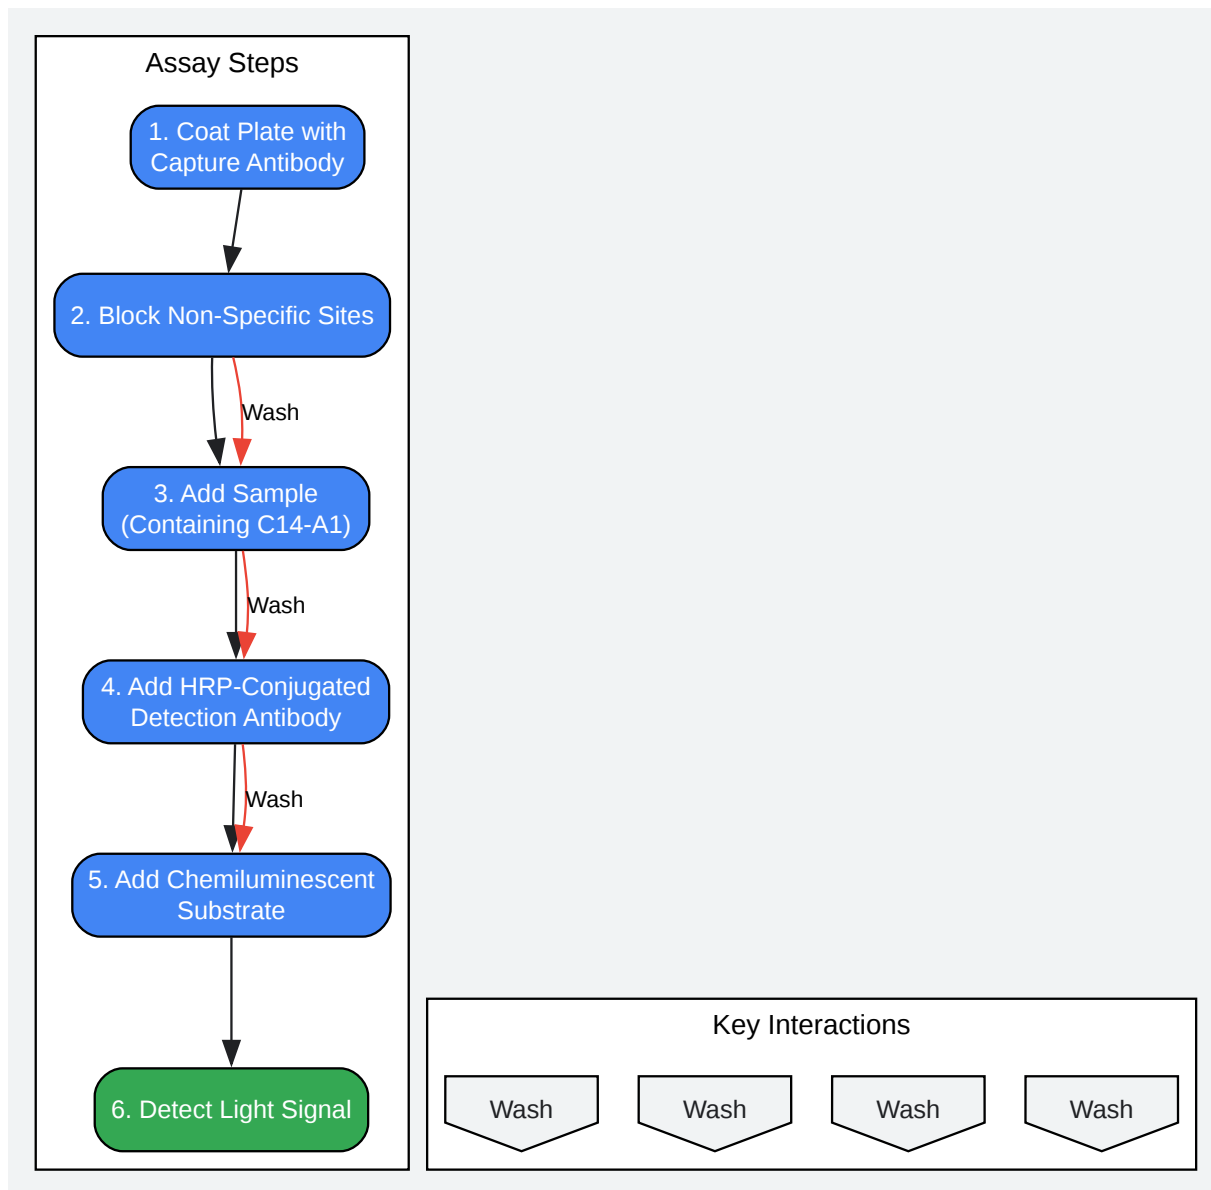 Assay Steps
1. Coat Plate with
Capture Antibody
2. Block Non-Specific Sites
Wash
3. Add Sample
(Containing C14-A1)
Wash
4. Add HRP-Conjugated
Detection Antibody
Wash
5. Add Chemiluminescent
Substrate
6. Detect Light Signal
Key Interactions
Wash
Wash
Wash
Wash